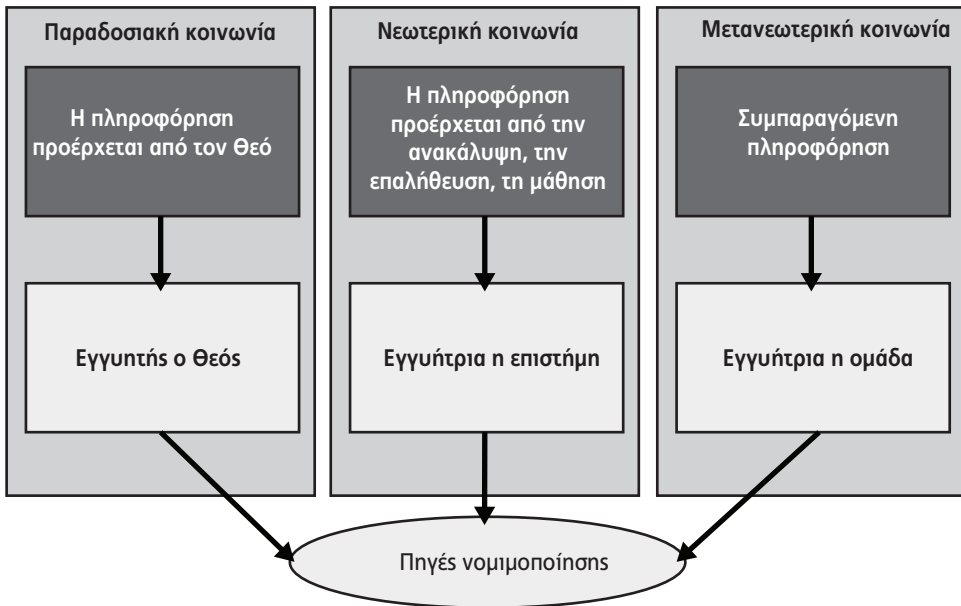 Παραδοσιακή κοινωνία
Η πληροφόρηση
προέρχεται από τον Θεό
Εγγυητής ο Θεός
Νεωτερική κοινωνία
Η πληροφόρηση
προέρχεται από την
ανακάλυψη, την
επαλήθευση, τη μάθηση
Εγγυήτρια η επιστήμη
Μετανεωτερική κοινωνία
Συμπαραγόμενη
πληροφόρηση
Εγγυήτρια η ομάδα
Πηγές νομιμοποίησης